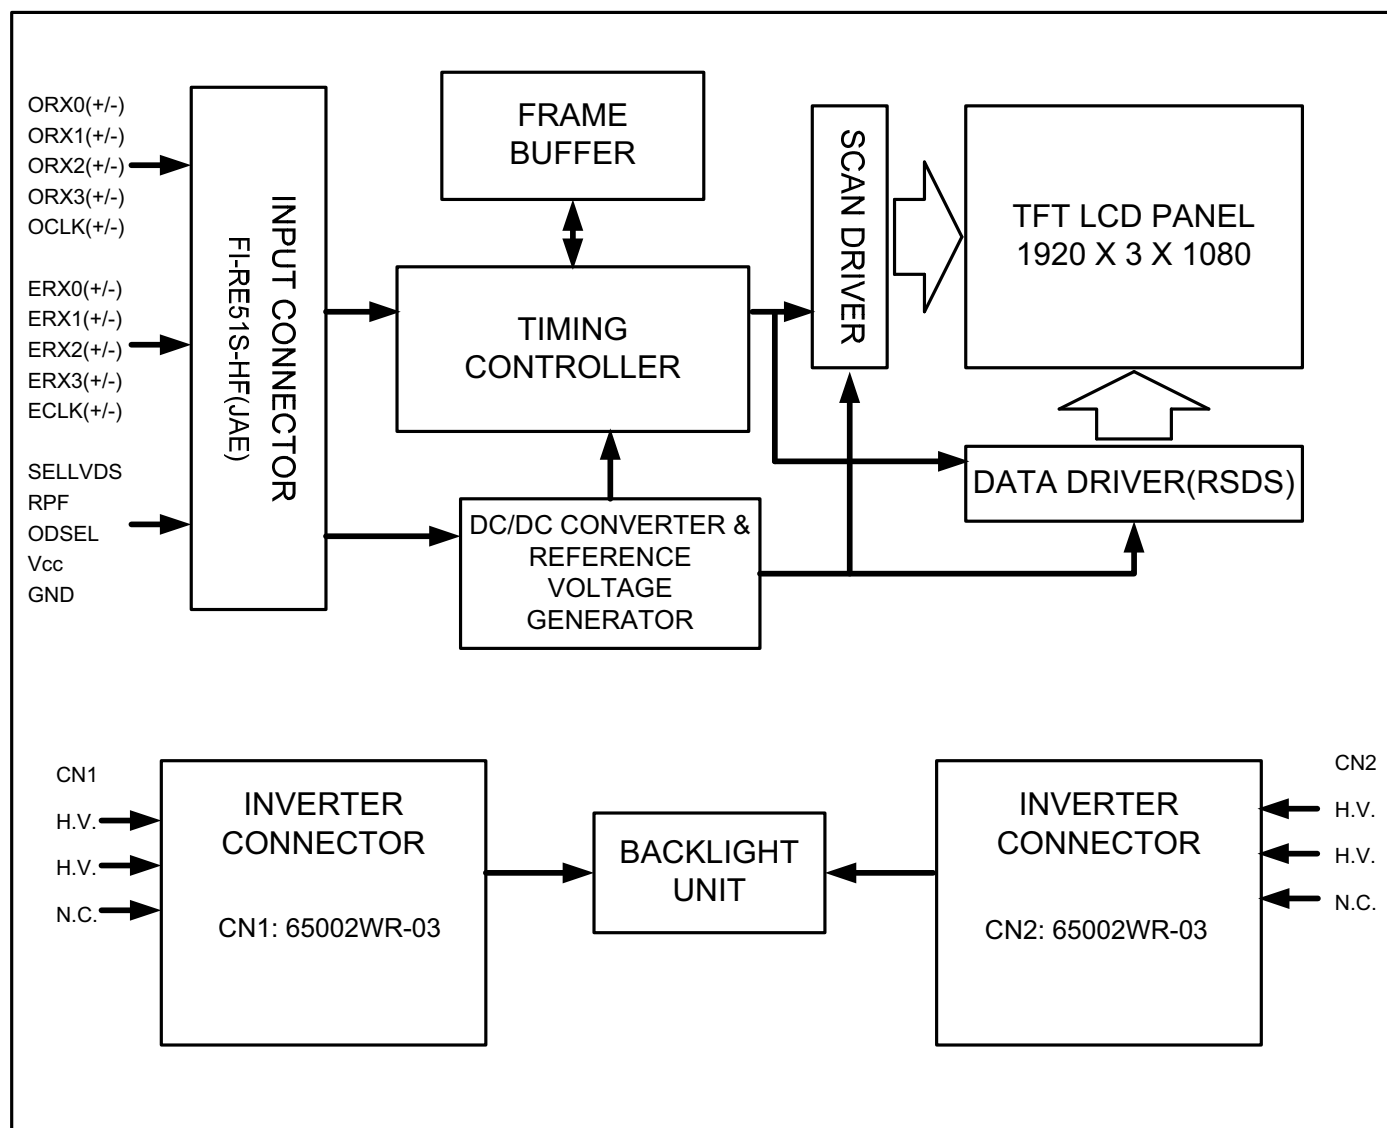 ORX0(+/-)
ORX1(+/-)
ORX2(+/-)
ORX3(+/-)
OCLK(+/-)
ERX0(+/-)
ERX1(+/-)
ERX2(+/-)
ERX3(+/-)
ECLK(+/-)
SELLVDS
RPF
ODSEL
Vcc
GND
INPUT CONNECTOR
FI-RE51S-HF(JAE)
FRAME
BUFFER
TIMING
CONTROLLER
DC/DC CONVERTER &
REFERENCE
VOLTAGE
GENERATOR
SCAN DRIVER
TFT LCD PANEL
1920 X 3 X 1080
DATA DRIVER(RSDS)
CN1
H.V.
H.V.
N.C.
INVERTER
CONNECTOR
CN1: 65002WR-03
BACKLIGHT
UNIT
INVERTER
CONNECTOR
CN2: 65002WR-03
CN2
H.V.
H.V.
N.C.